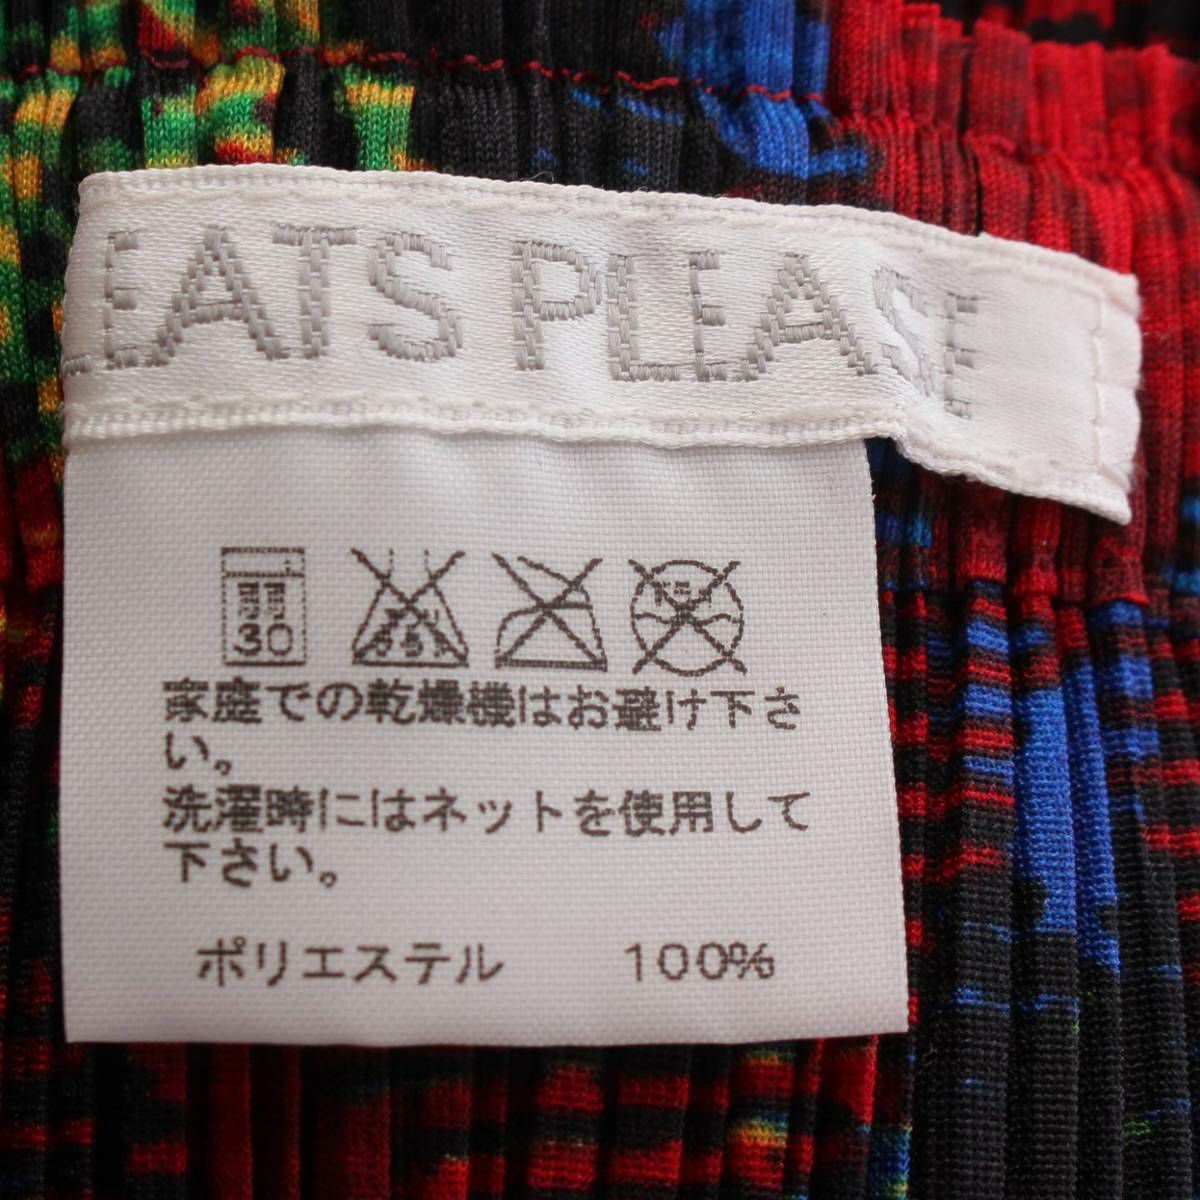 LEATS PLEASE
30
家庭での乾燥機はお避け下さ
い。
洗濯時にはネットを使用して
下さい。
ポリエステル 100%